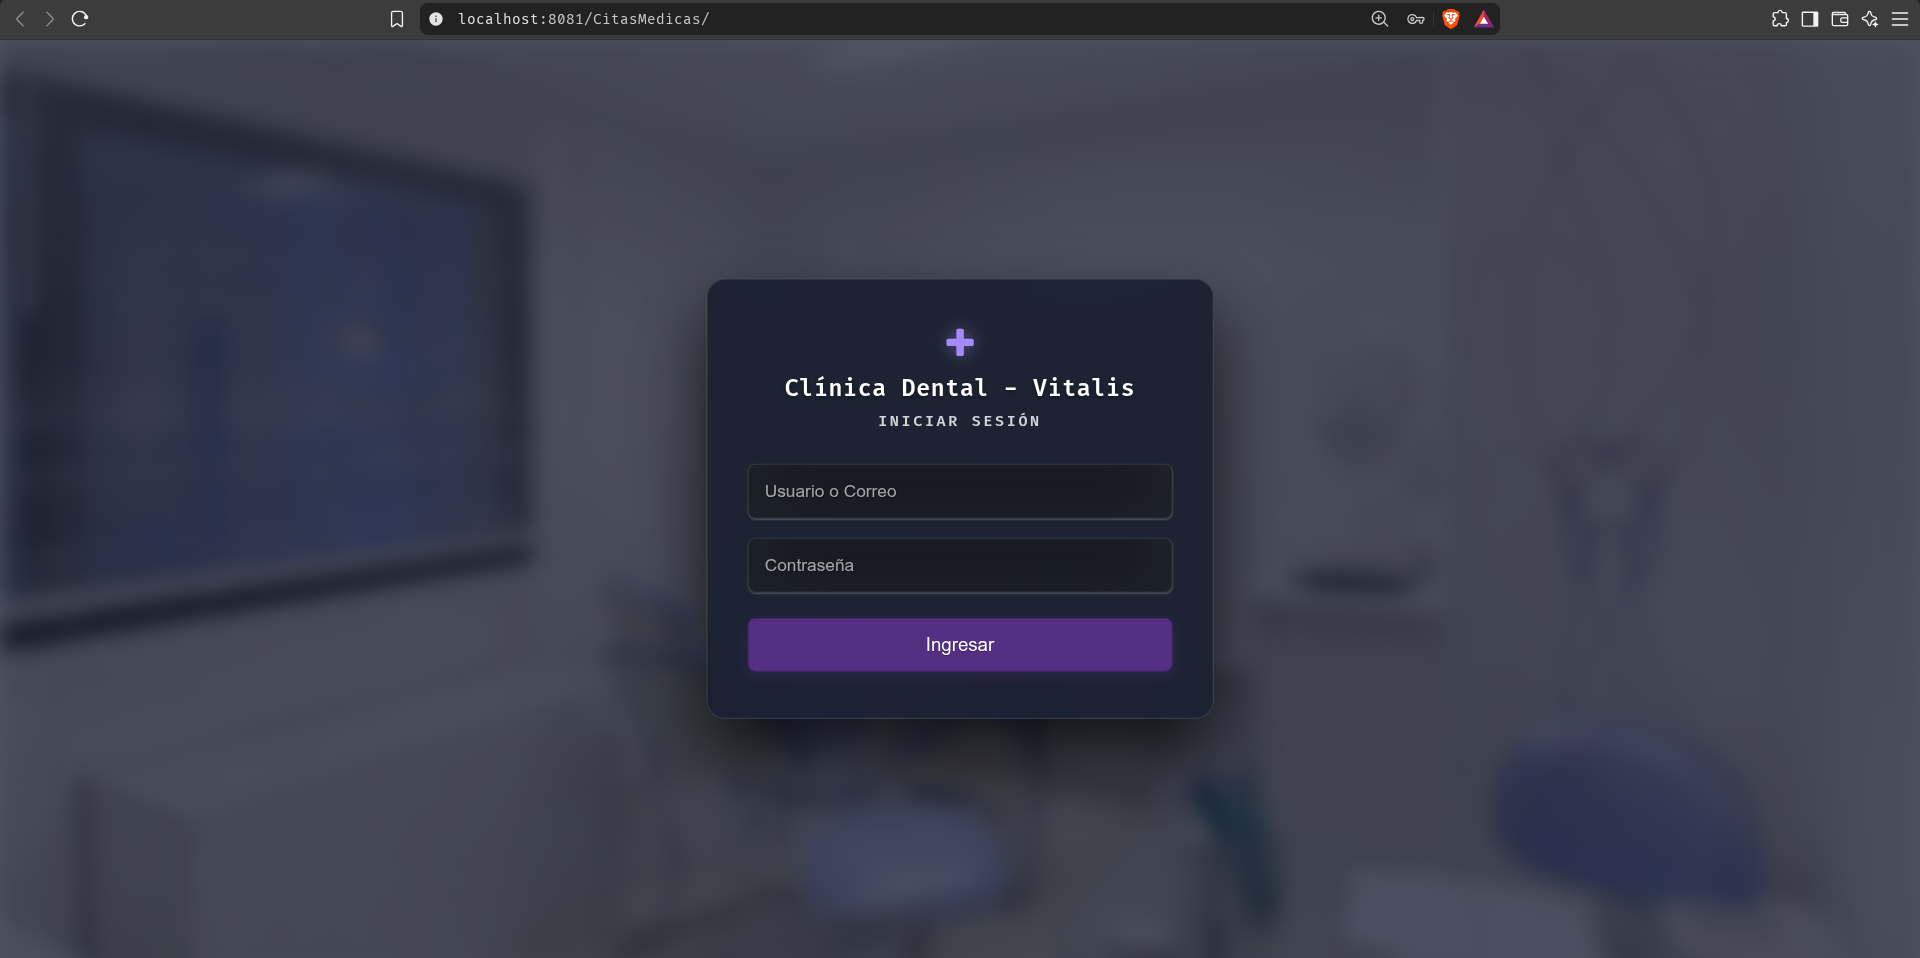 localhost:8081/CitasMedicas/
Clínica Dental - Vitalis
INICIAR SESIÓN
Usuario o Correo
Contraseña
Ingresar